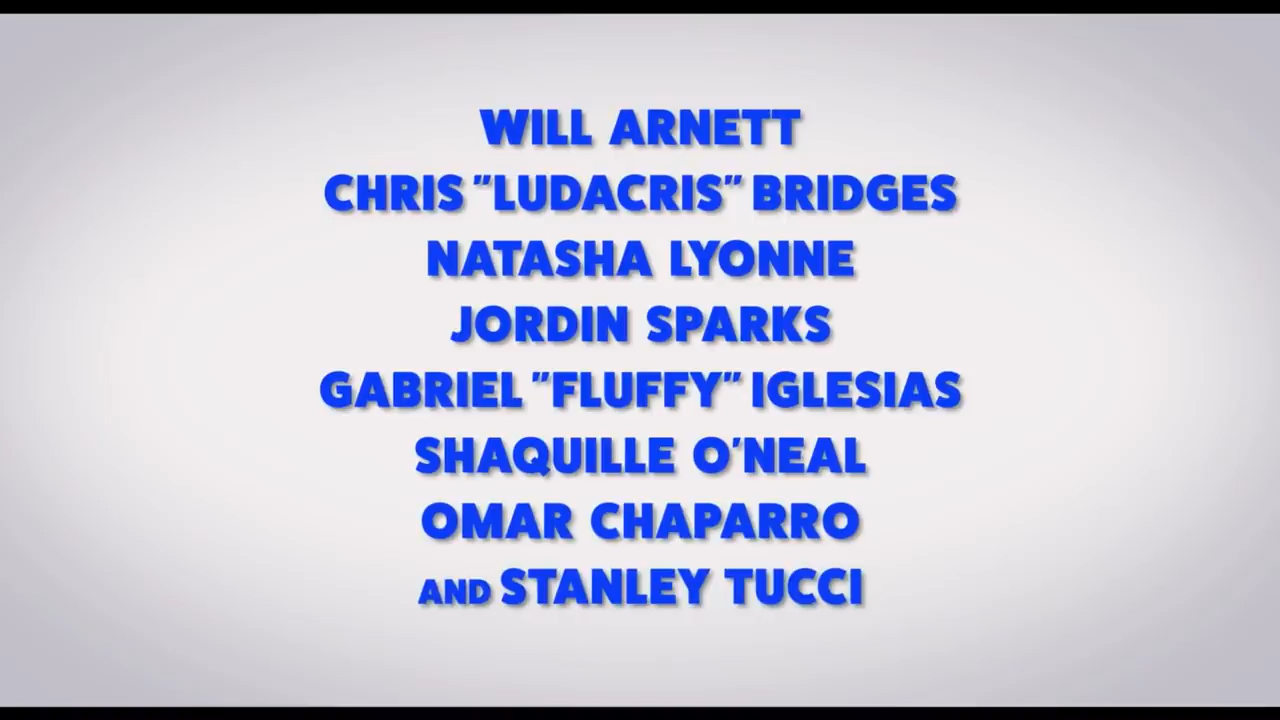 WILL ARNETT
CHRIS "LUDACRIS" BRIDGES
NATASHA LYONNE
JORDIN SPARKS
GABRIEL "FLUFFY" IGLESIAS
SHAQUILLE O'NEAL
OMAR CHAPARRO
AND STANLEY TUCCI